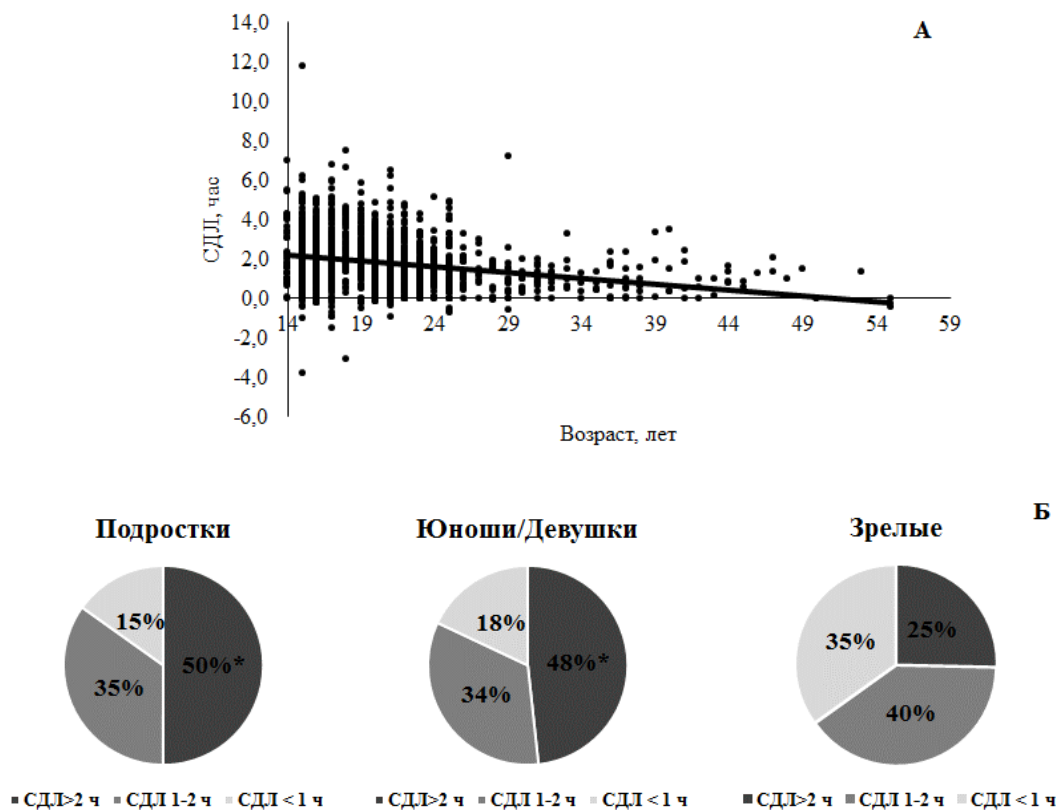 А
14,0
12,0
10,0
8,0
6,0
4,0
2,0
0,0
-2,0
-4,0
-6,0
СДЛ, час
14 19 24 29 34 39 44 49 54 59
Возраст, лет
Б
Подростки
15%
50%*
35%
СДЛ>2 ч СДЛ 1-2 ч СДЛ < 1 ч
Юноши/Девушки
18%
48%*
34%
СДЛ>2 ч СДЛ 1-2 ч СДЛ < 1 ч
Зрелые
35%
25%
40%
СДЛ>2 ч СДЛ 1-2 ч СДЛ < 1 ч